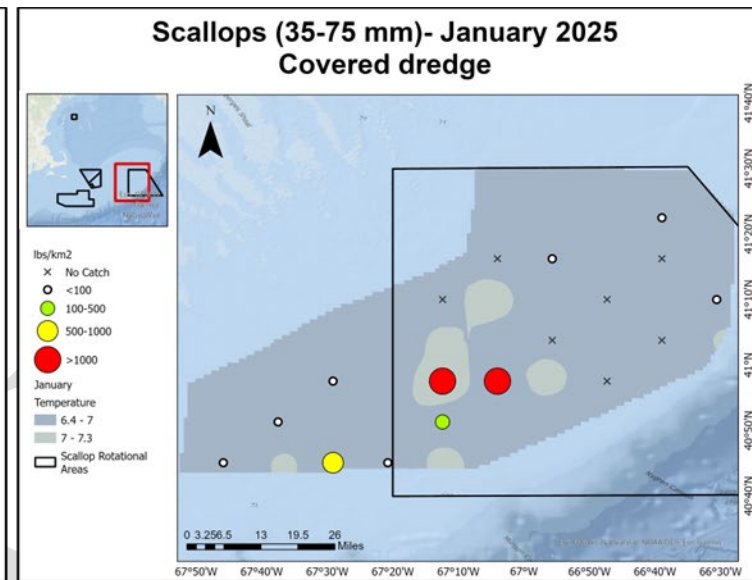 Scallops (35-75 mm)- January 2025
Covered dredge
N
lbs/km2
No Catch
<100
100-500
500-1000
>1000
January
Temperature
6.4 - 7
7 - 7.3
Scallop Rotational
Areas
0 3.25 6.5 13 19.5 26
Miles
41°40'N
41°30'N
41°20'N
41°10'N
41°N
40°50'N
40°40'N
67°50'W 67°40'W 67°30'W 67°20'W 67°10'W 67°W 66°50'W 66°40'W 66°30'W